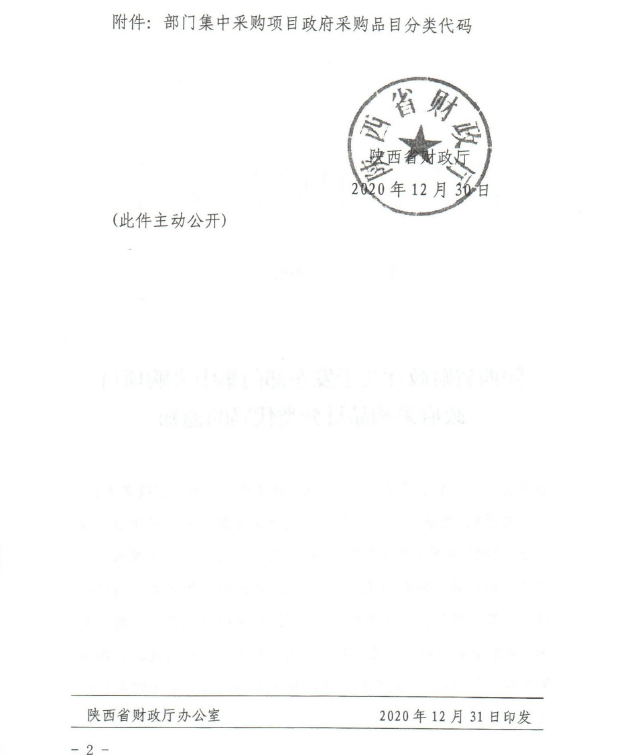 附件：部门集中采购项目政府采购品目分类代码
陕西省财政厅
陕西省财政厅
2020年12月30日
(此件主动公开)
陕西省财政厅办公室 2020年12月31日印发
- 2 -